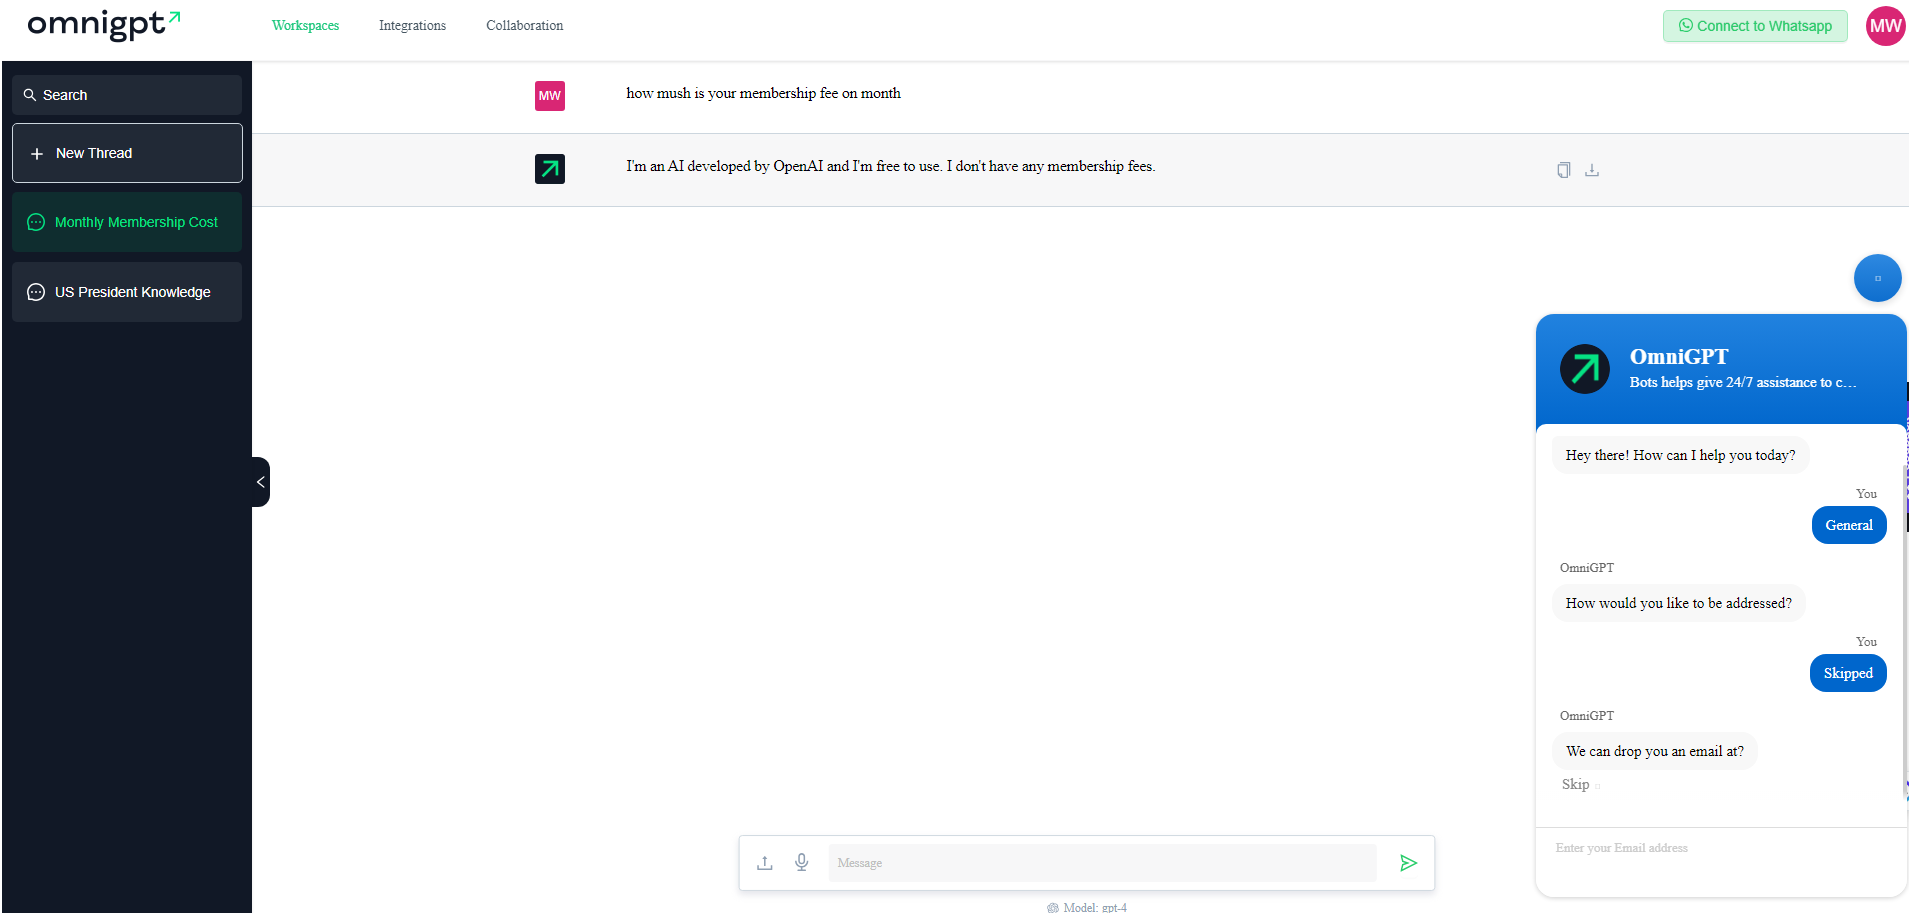 omnigpt
Workspaces
Integrations
Collaboration
Connect to Whatsapp
MW
Search
New Thread
Monthly Membership Cost
US President Knowledge
MW
how mush is your membership fee on month
I'm an AI developed by OpenAI and I'm free to use. I don't have any membership fees.
OmniGPT
Bots helps give 24/7 assistance to c...
Hey there! How can I help you today?
You
General
OmniGPT
How would you like to be addressed?
You
Skipped
OmniGPT
We can drop you an email at?
Skip
Enter your Email address
Message
Model: gpt-4